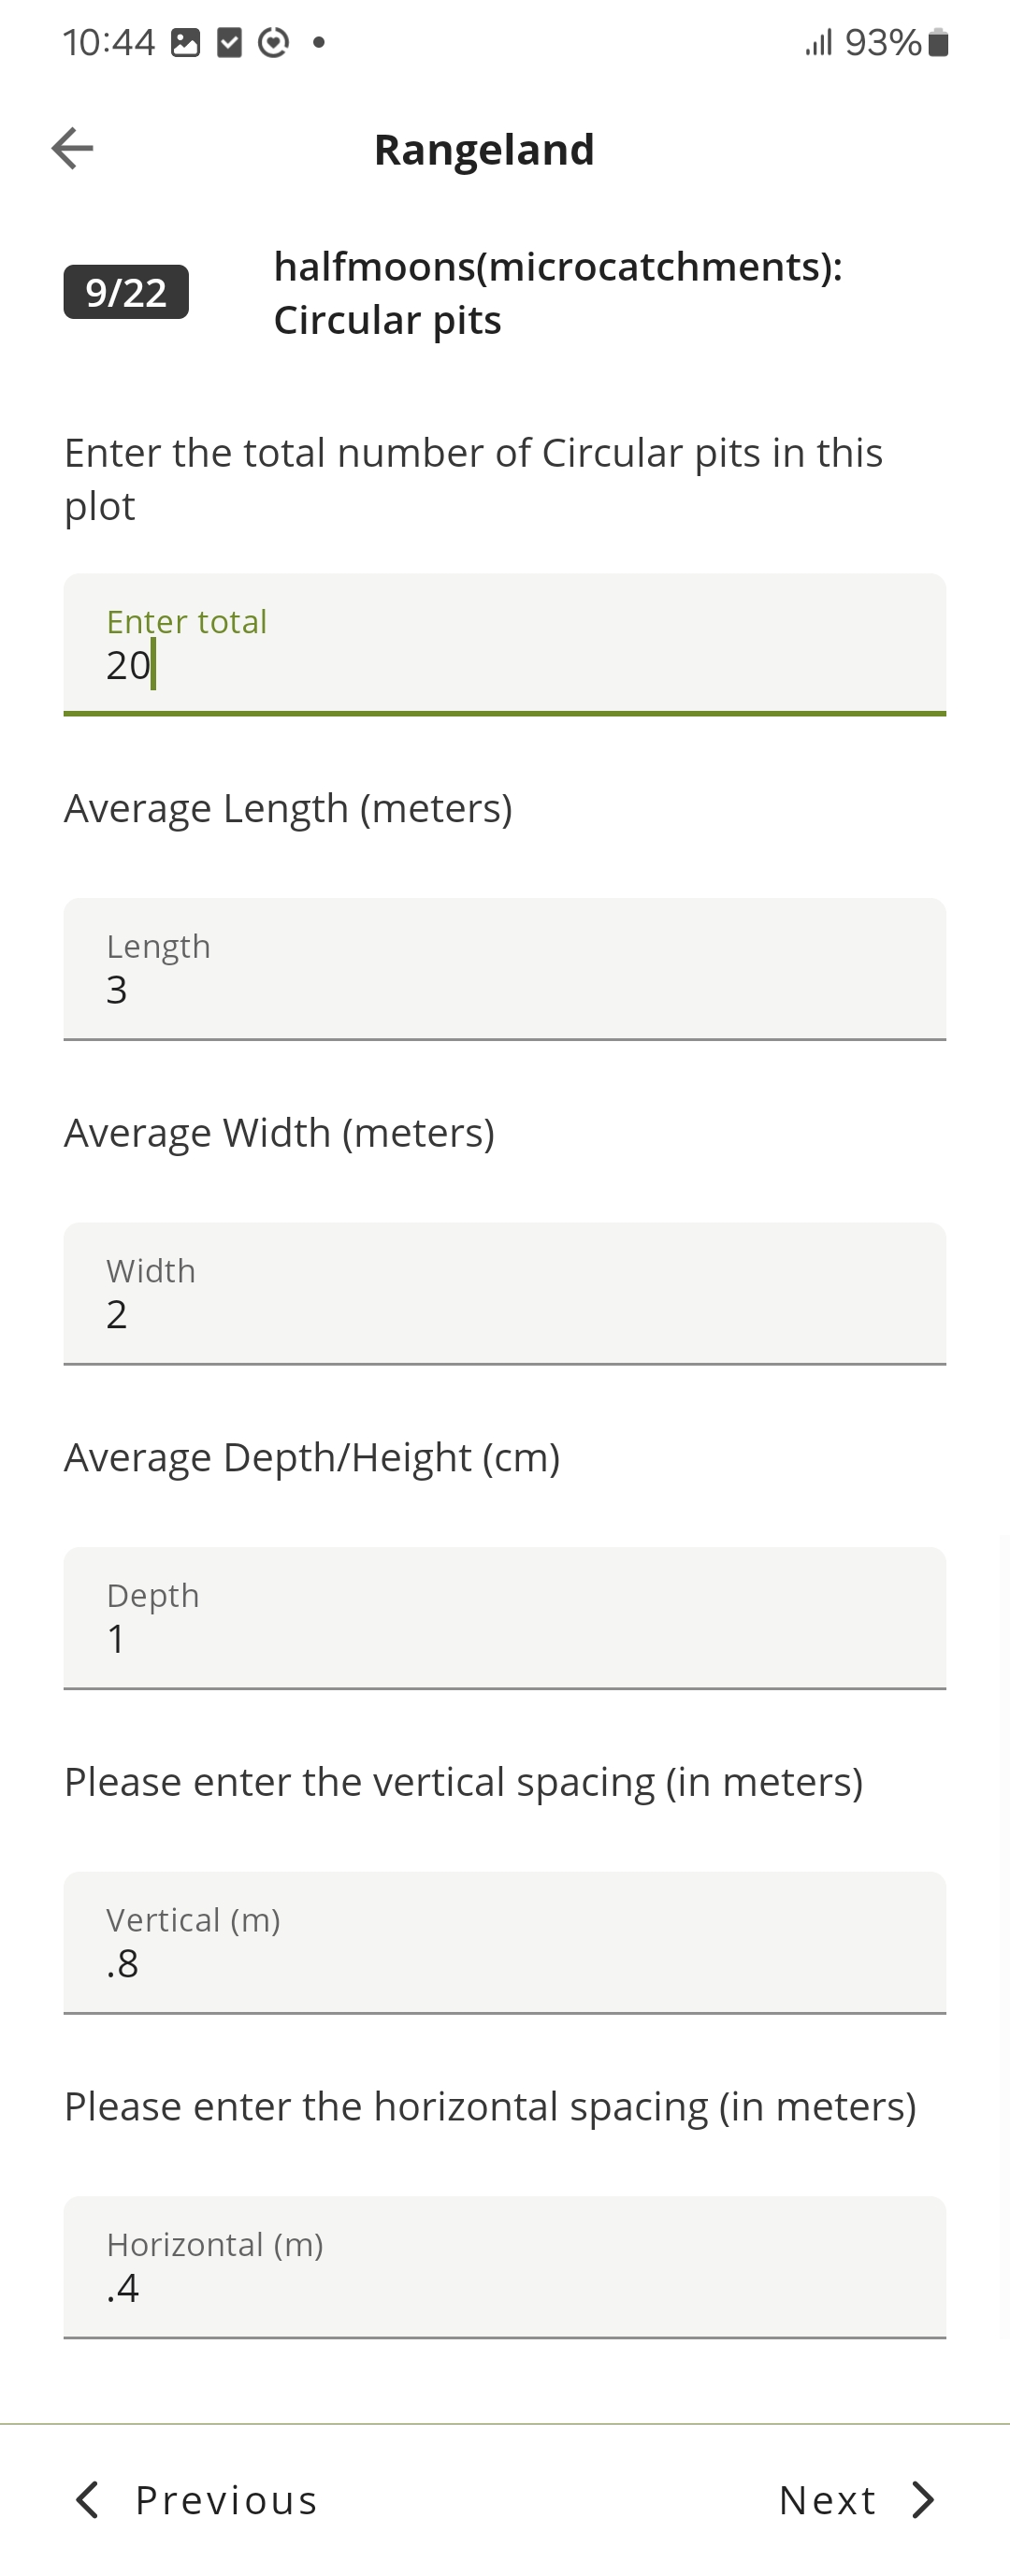 10:44
93%
Rangeland
9/22
halfmoons(microcatchments):
Circular pits
Enter the total number of Circular pits in this
plot
Enter total
20
Average Length (meters)
Length
3
Average Width (meters)
Width
2
Average Depth/Height (cm)
Depth
1
Please enter the vertical spacing (in meters)
Vertical (m)
.8
Please enter the horizontal spacing (in meters)
Horizontal (m)
.4
Previous
Next